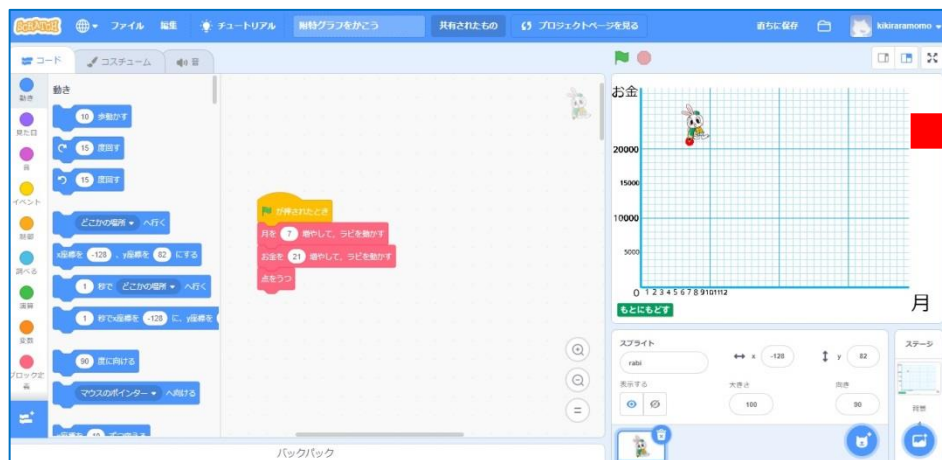 SCRATCH ファイル 編集 チュートリアル 耐特グラフをかこう 共有されたもの プロジェクトページを見る 直ちに保存 kikiraramomo
コード コスチューム 音
動き
見た目
音
イベント
制御
調べる
演算
変数
ブロック定義
動き
10 歩動かす
15 度回す
15 度回す
どこかの場所 へ行く
x座標を -128 、y座標を 82 にする
1 秒で どこかの場所 へ行く
1 秒でx座標を -128 に、y座標を
90 度に向ける
マウスのポインター へ向ける
が押されたとき
月を 7 増やして、ラビを動かす
お金を 21 増やして、ラビを動かす
点をうつ
バックパック
お金
20000
15000
10000
5000
0 1 2 3 4 5 6 7 8 9 10 11 12
月
もとにもどす
スプライト
rabi
x -128
y 82
表示する
大きさ 100
向き 90
ステージ
背景